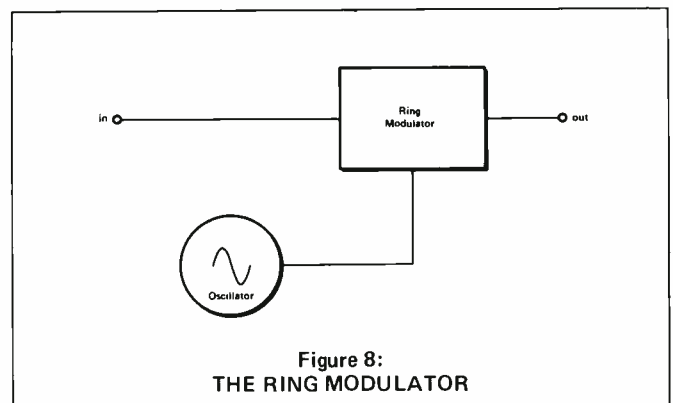 Ring
Modulator
in
out
Oscillator
Figure 8:
THE RING MODULATOR